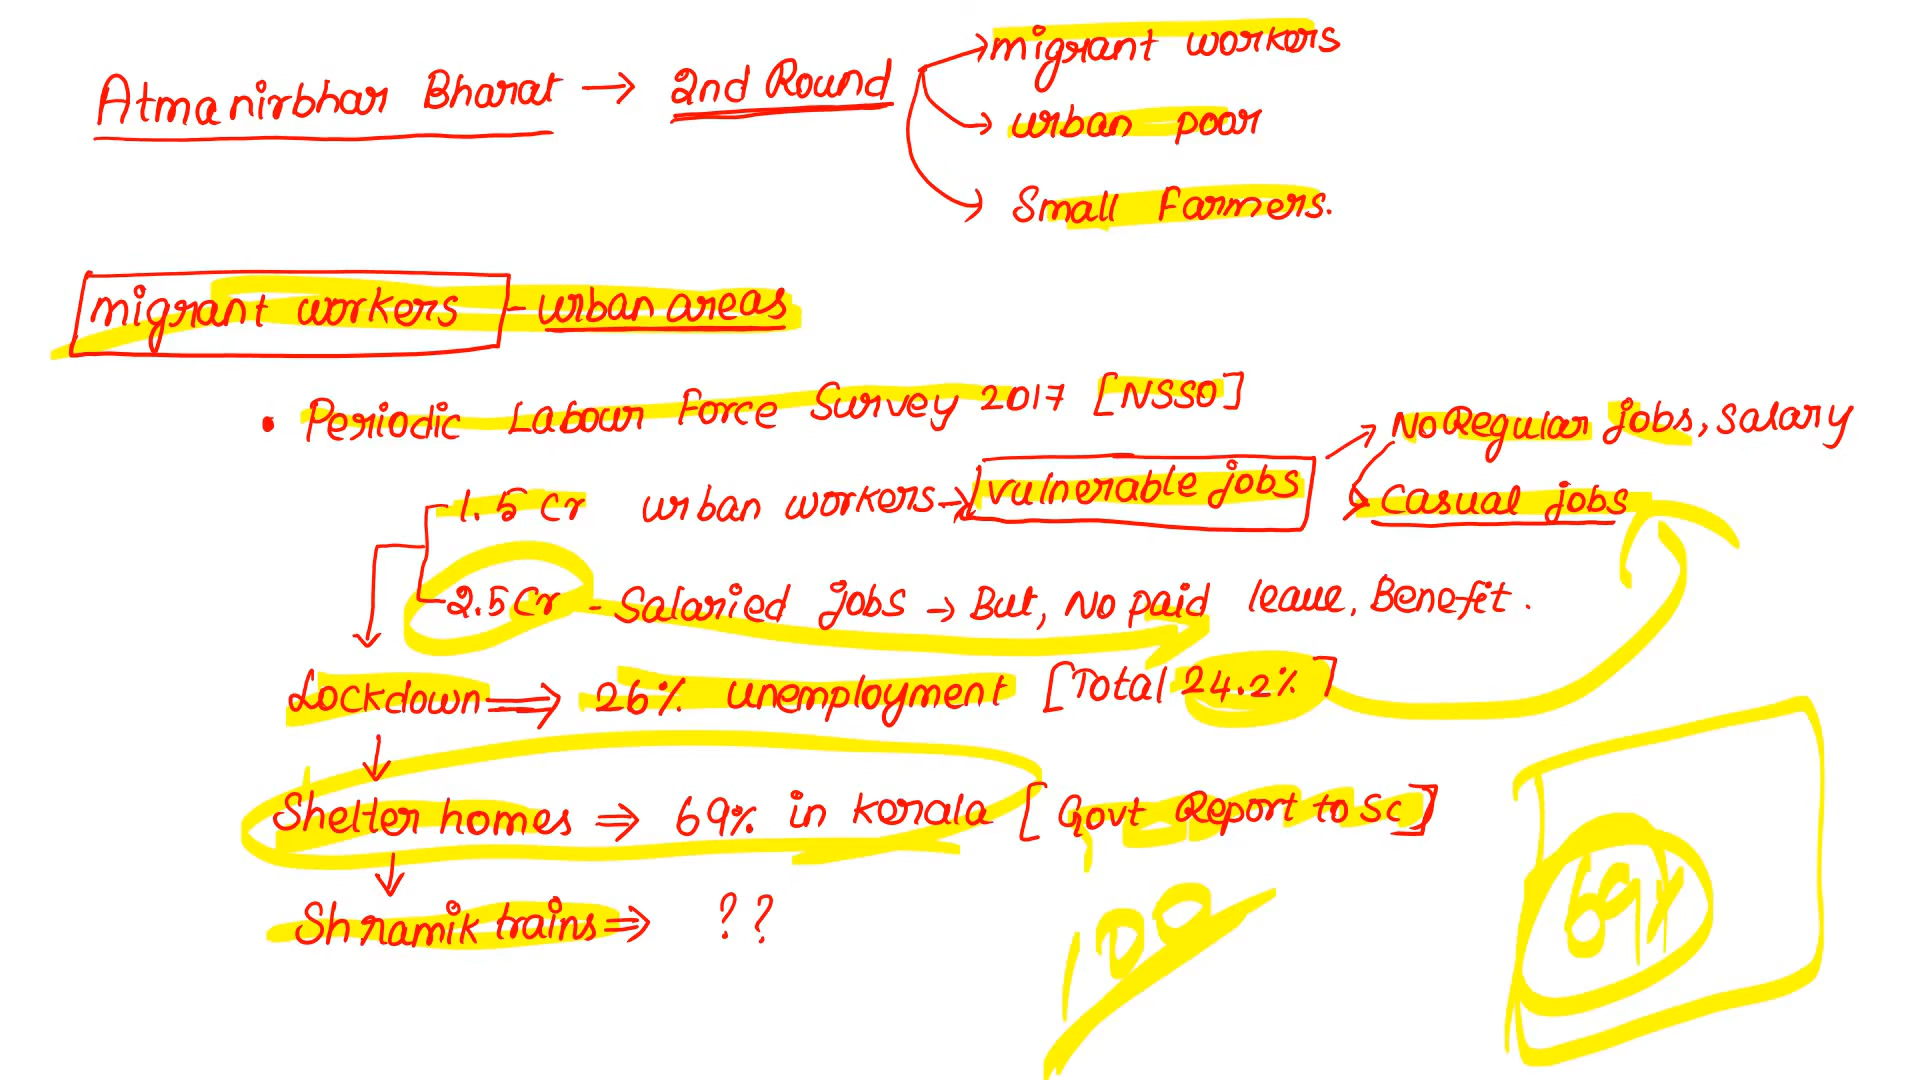 Atmanirbhar Bharat → 2nd Round
→ migrant workers
→ urban poor
→ Small Farmers.
migrant workers - urban areas
• Periodic Labour Force Survey 2017 [NSSO]
1.5 Cr urban workers → vulnerable jobs
→ No Regular jobs, Salary
→ Casual jobs
2.5 Cr - Salaried jobs → But, No paid leave, Benefit.
Lockdown ⇒ 26% unemployment [Total 24.2%]
Shelter homes ⇒ 69% in Kerala [Govt Report to SC]
Shramik trains ⇒ ??
100
69%